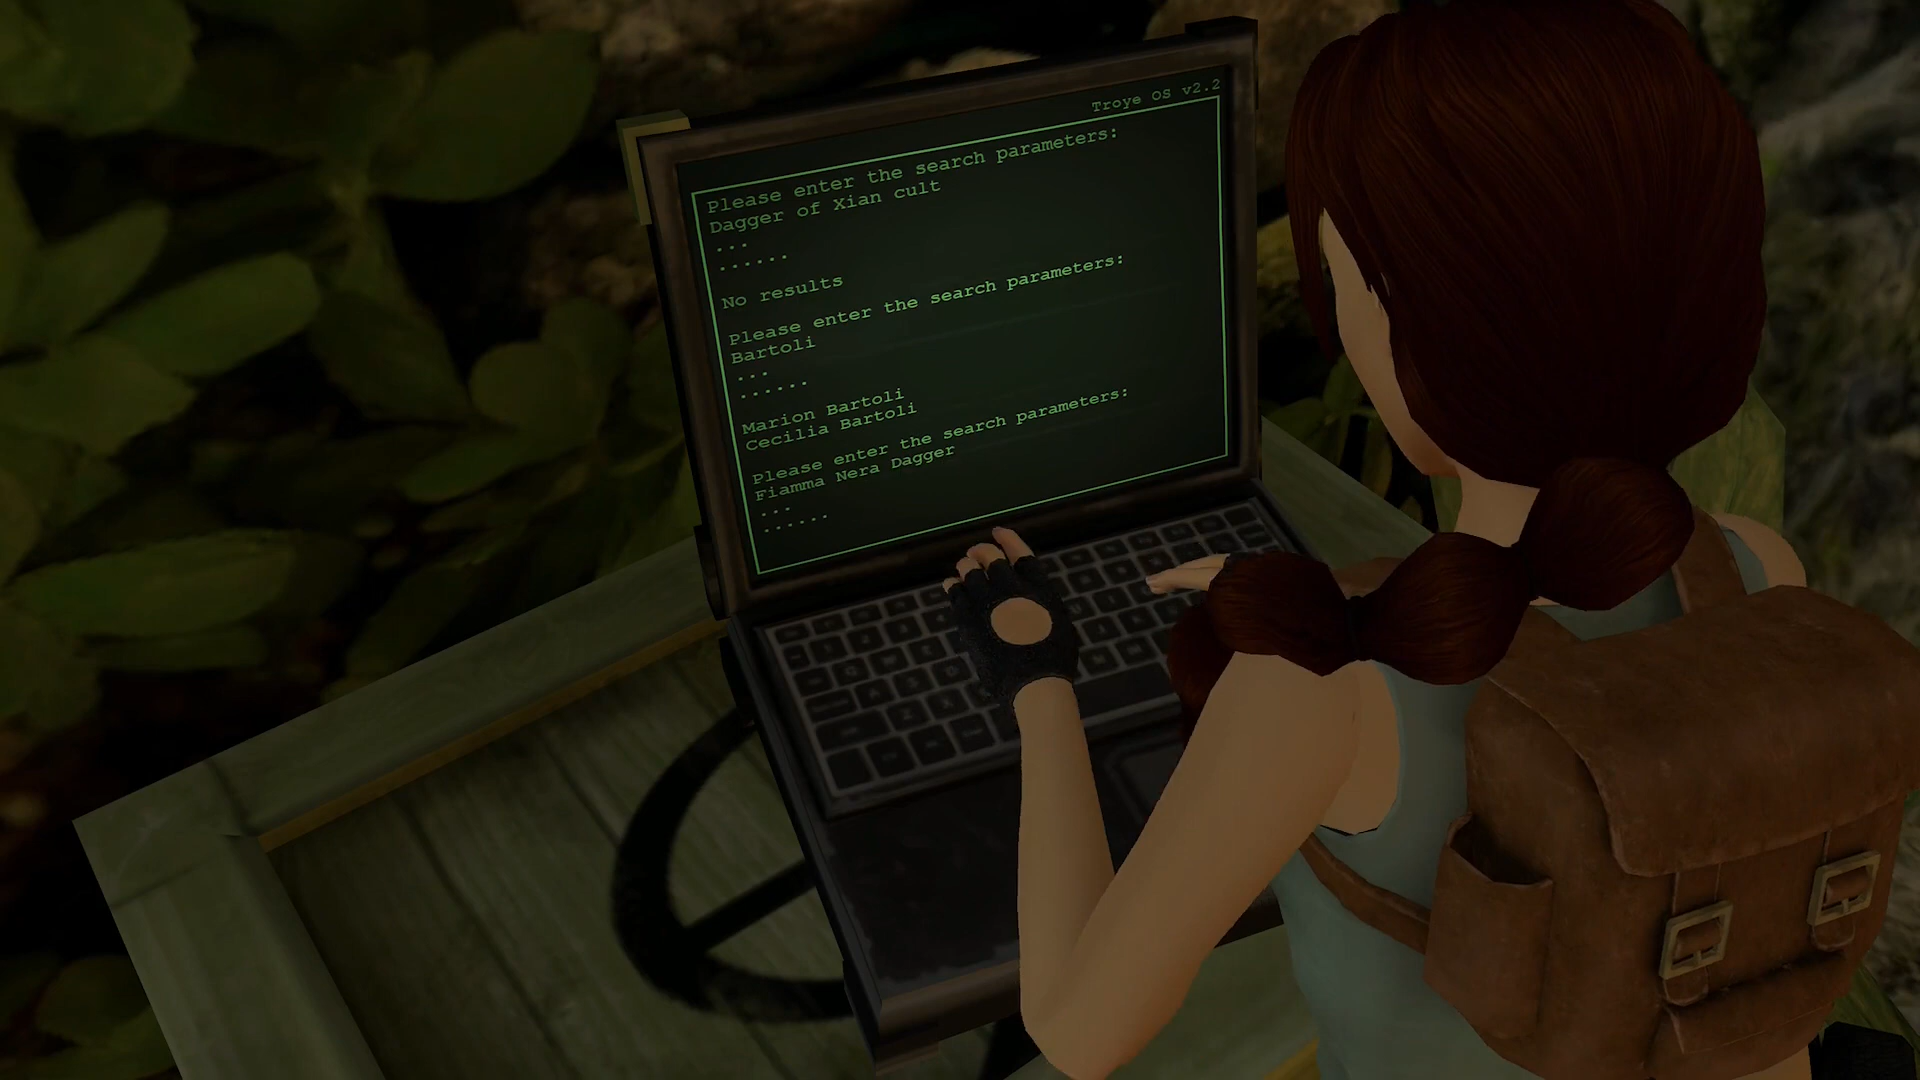 Troye OS v2.2
Please enter the search parameters:
Dagger of Xian cult
...
......
No results
Please enter the search parameters:
Bartoli
...
......
Marion Bartoli
Cecilia Bartoli
Please enter the search parameters:
Fiamma Nera Dagger
...
......